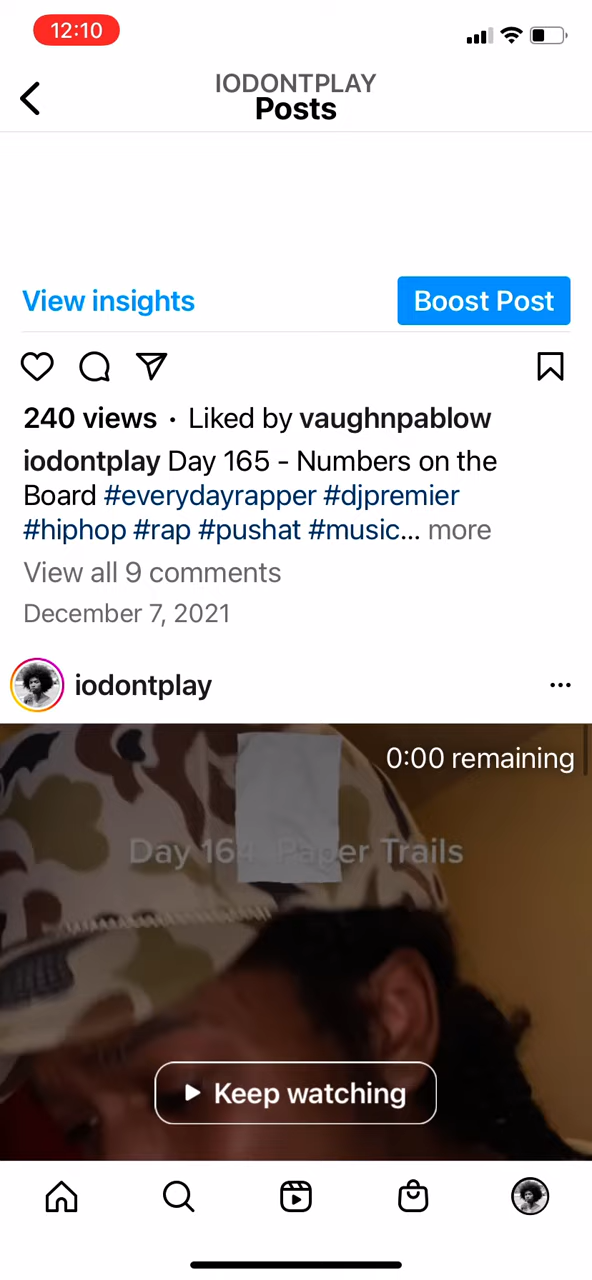 12:10
IODONTPLAY
Posts
View insights
Boost Post
240 views · Liked by vaughnpablow
iodontplay Day 165 - Numbers on the
Board #everydayrapper #djpremier
#hiphop #rap #pushat #music... more
View all 9 comments
December 7, 2021
iodontplay
0:00 remaining
Day 164 Paper Trails
Keep watching